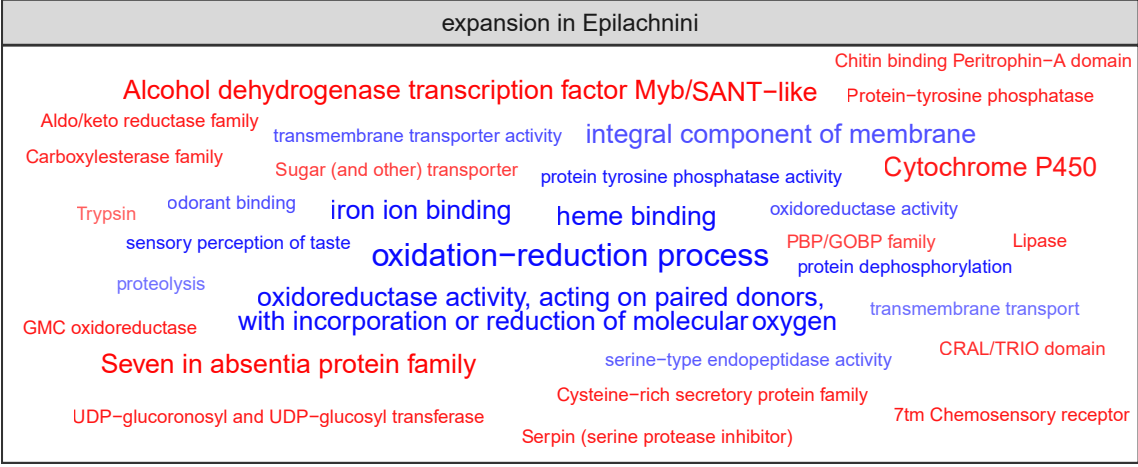 expansion in Epilachnini
Chitin binding Peritrophin−A domain
Alcohol dehydrogenase transcription factor Myb/SANT−like
Protein−tyrosine phosphatase
Aldo/keto reductase family
transmembrane transporter activity
integral component of membrane
Carboxylesterase family
Sugar (and other) transporter
protein tyrosine phosphatase activity
Cytochrome P450
Trypsin
odorant binding
iron ion binding
heme binding
oxidoreductase activity
sensory perception of taste
oxidation−reduction process
PBP/GOBP family
Lipase
protein dephosphorylation
proteolysis
oxidoreductase activity, acting on paired donors,
with incorporation or reduction of molecular oxygen
transmembrane transport
GMC oxidoreductase
Seven in absentia protein family
serine−type endopeptidase activity
CRAL/TRIO domain
Cysteine−rich secretory protein family
UDP−glucoronosyl and UDP−glucosyl transferase
7tm Chemosensory receptor
Serpin (serine protease inhibitor)